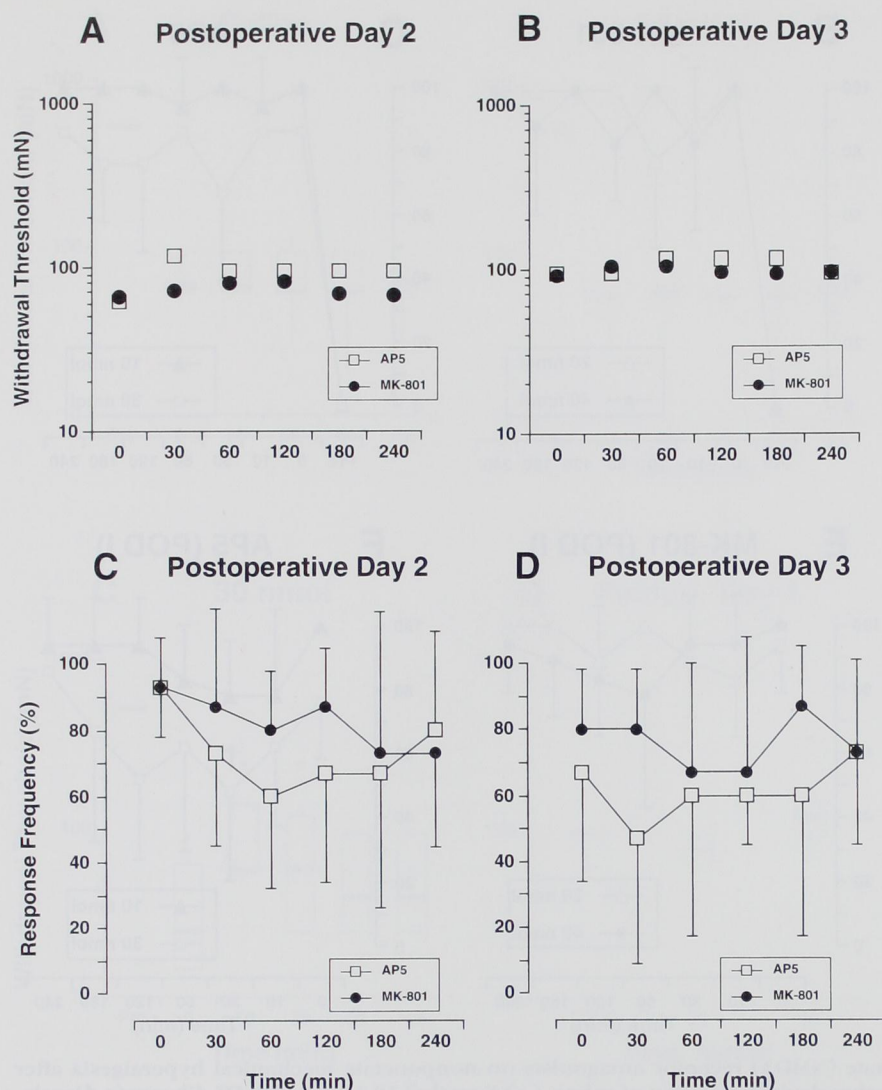 A Postoperative Day 2
Withdrawal Threshold (mN)
1000
100
10
0 30 60 120 180 240
AP5
MK-801
B Postoperative Day 3
1000
100
10
0 30 60 120 180 240
AP5
MK-801
C Postoperative Day 2
Response Frequency (%)
100
80
60
40
20
0
AP5
MK-801
0 30 60 120 180 240
Time (min)
D Postoperative Day 3
100
80
60
40
20
0
AP5
MK-801
0 30 60 120 180 240
Time (min)